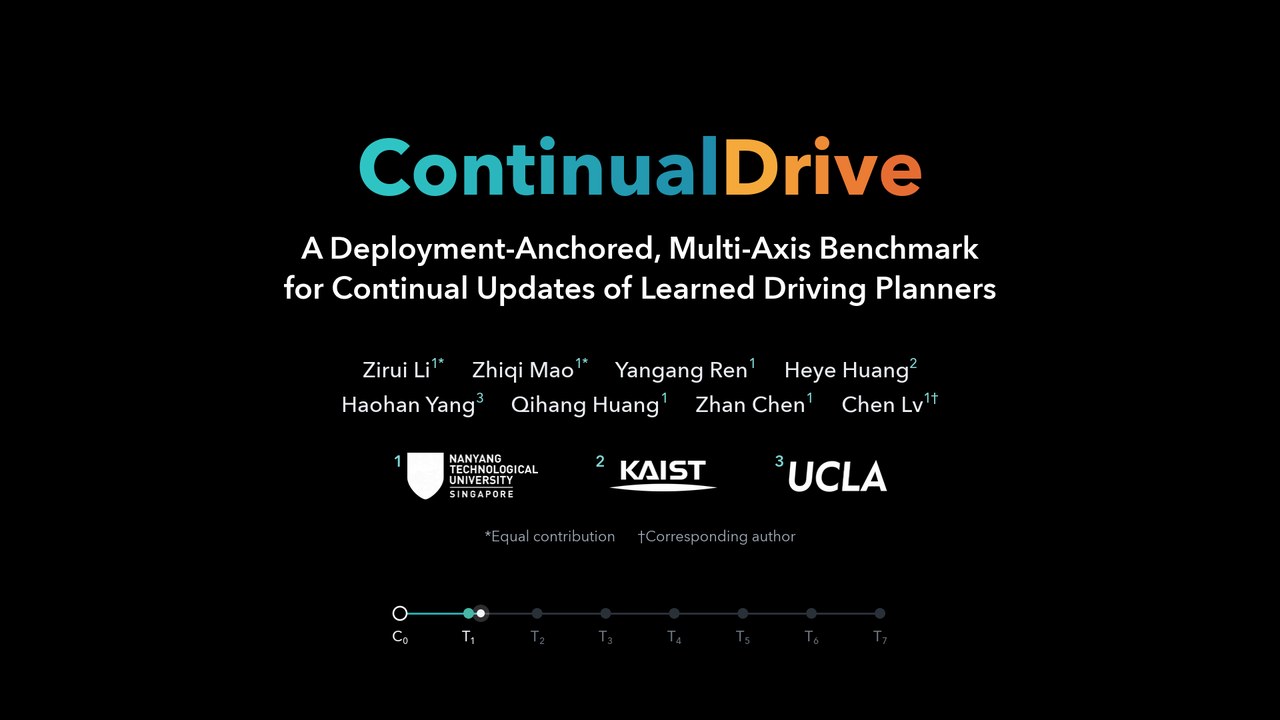 ContinualDrive
A Deployment-Anchored, Multi-Axis Benchmark
for Continual Updates of Learned Driving Planners
Zirui Li1* Zhiqi Mao1* Yangang Ren1 Heye Huang2
Haohan Yang3 Qihang Huang1 Zhan Chen1 Chen Lv1†
1 NANYANG TECHNOLOGICAL UNIVERSITY SINGAPORE
2 KAIST
3 UCLA
*Equal contribution †Corresponding author
C0 T1 T2 T3 T4 T5 T6 T7